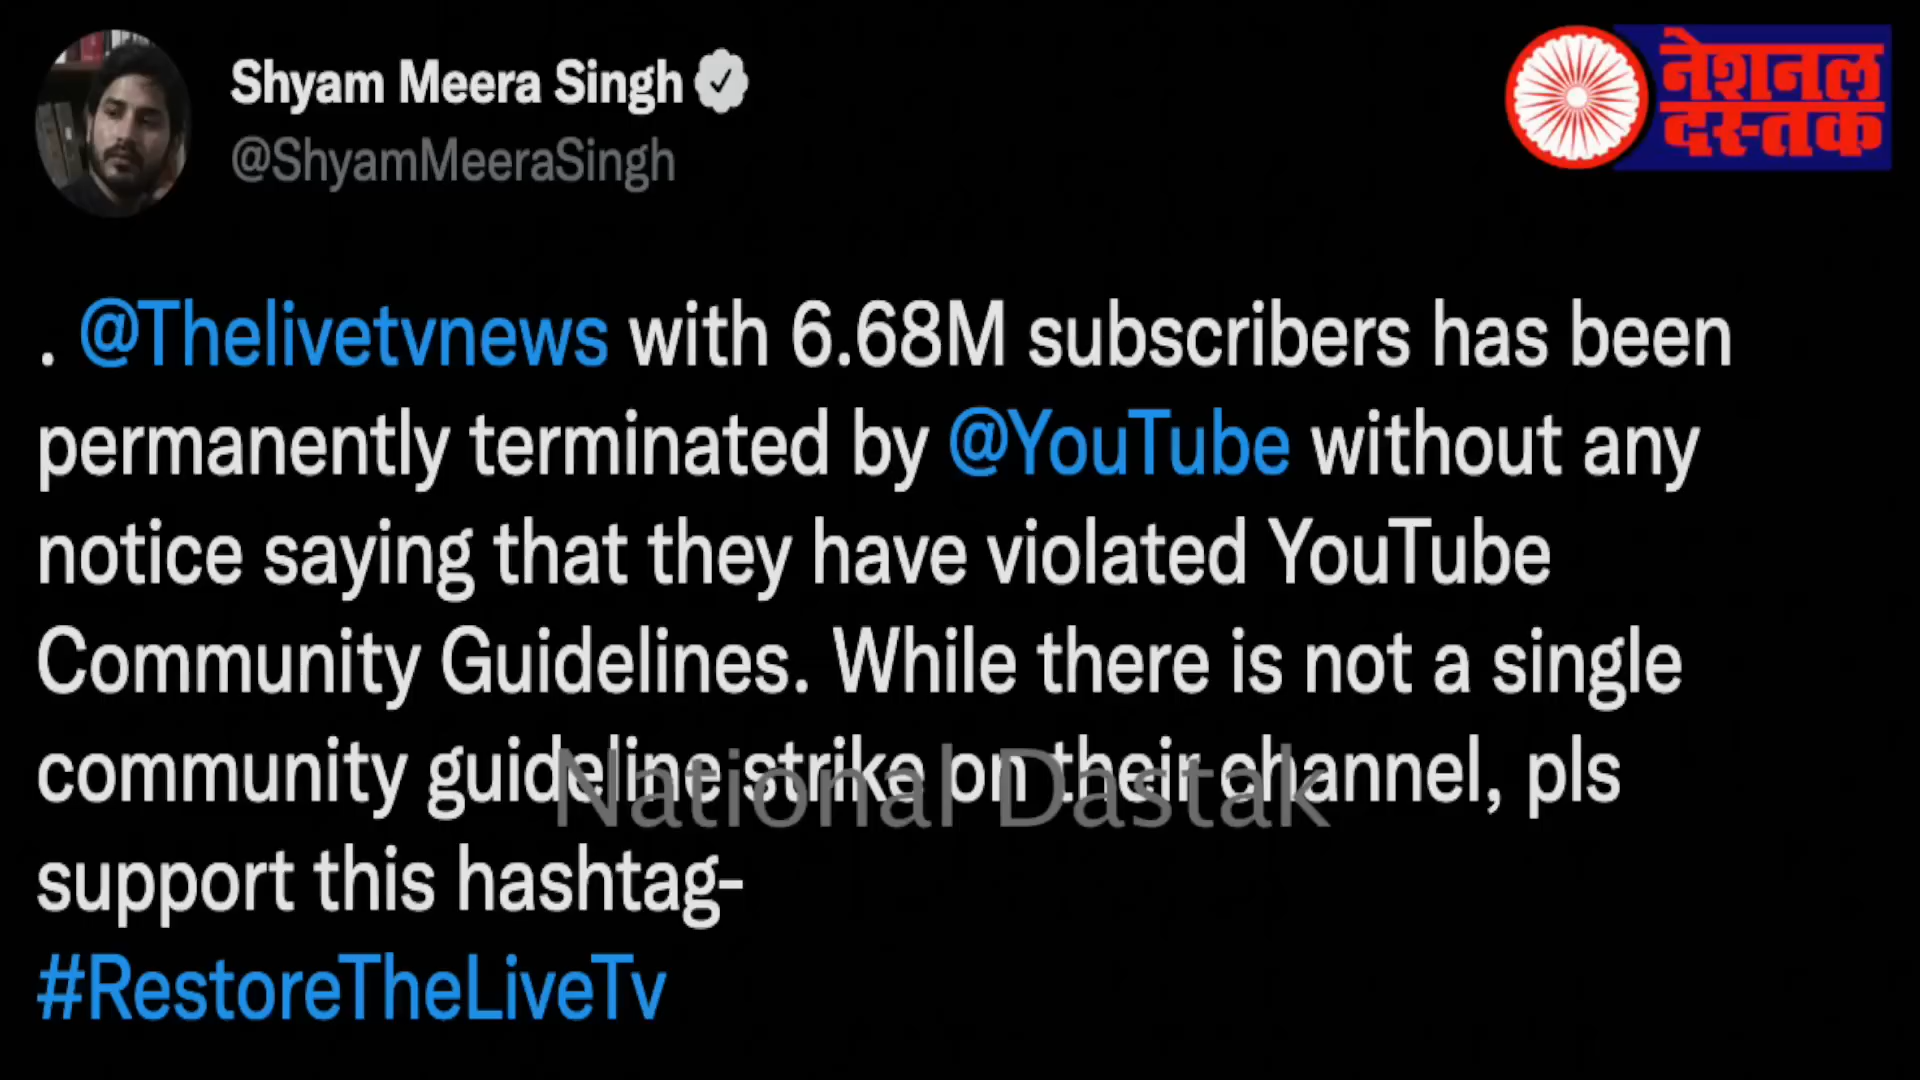 Shyam Meera Singh
@ShyamMeeraSingh
नेशनल
दस्तक
. @Thelivetvnews with 6.68M subscribers has been
permanently terminated by @YouTube without any
notice saying that they have violated YouTube
Community Guidelines. While there is not a single
community guideline strike on their channel, pls
National Dastak
support this hashtag-
#RestoreTheLiveTv